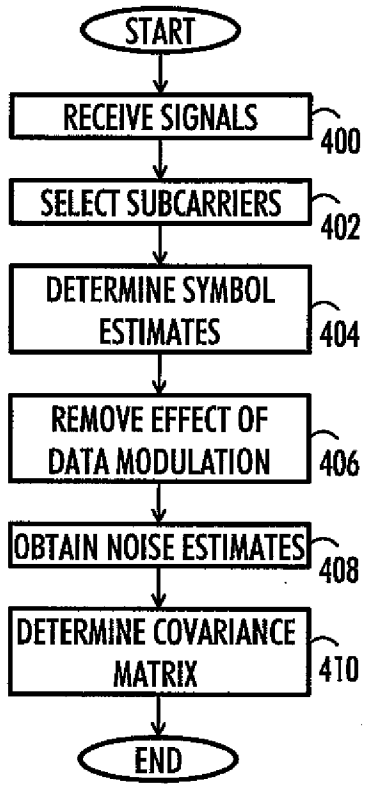 START
RECEIVE SIGNALS
400
SELECT SUBCARRIERS
402
DETERMINE SYMBOL
ESTIMATES
404
REMOVE EFFECT OF
DATA MODULATION
406
OBTAIN NOISE ESTIMATES
408
DETERMINE COVARIANCE
MATRIX
410
END